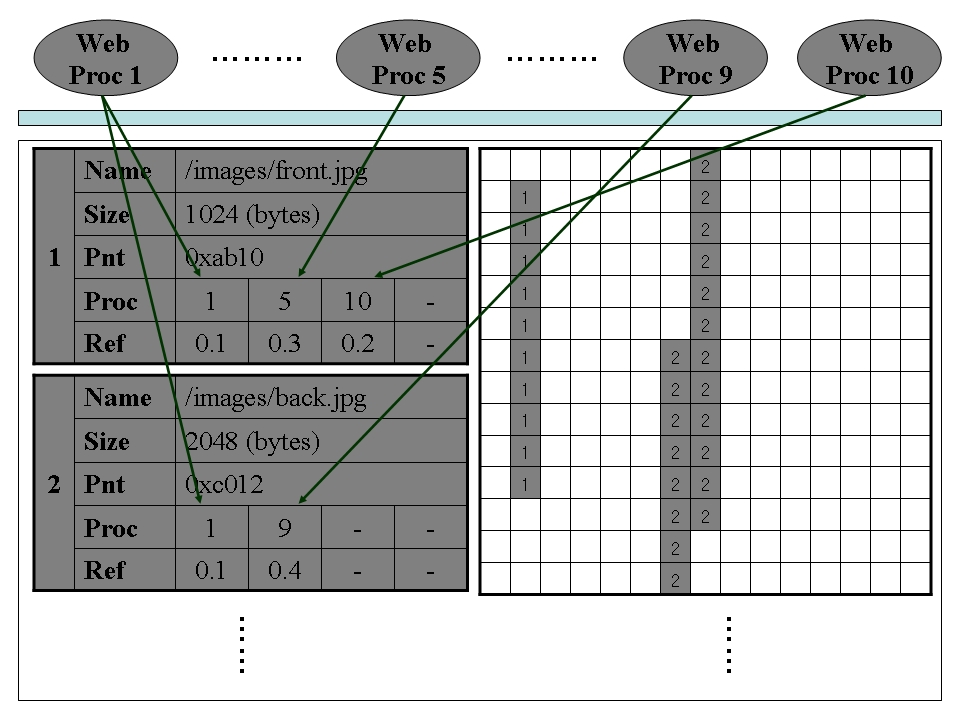 Web Proc 1
………
Web Proc 5
………
Web Proc 9
Web Proc 10
1
Name /images/front.jpg
Size 1024 (bytes)
Pnt 0xab10
Proc 1 5 10 -
Ref 0.1 0.3 0.2 -
2
Name /images/back.jpg
Size 2048 (bytes)
Pnt 0xc012
Proc 1 9 - -
Ref 0.1 0.4 - -
2
1 2
1 2
1 2
1 2
1 2
1 2 2
1 2 2
1 2 2
1 2 2
1 2 2
2 2
2
2